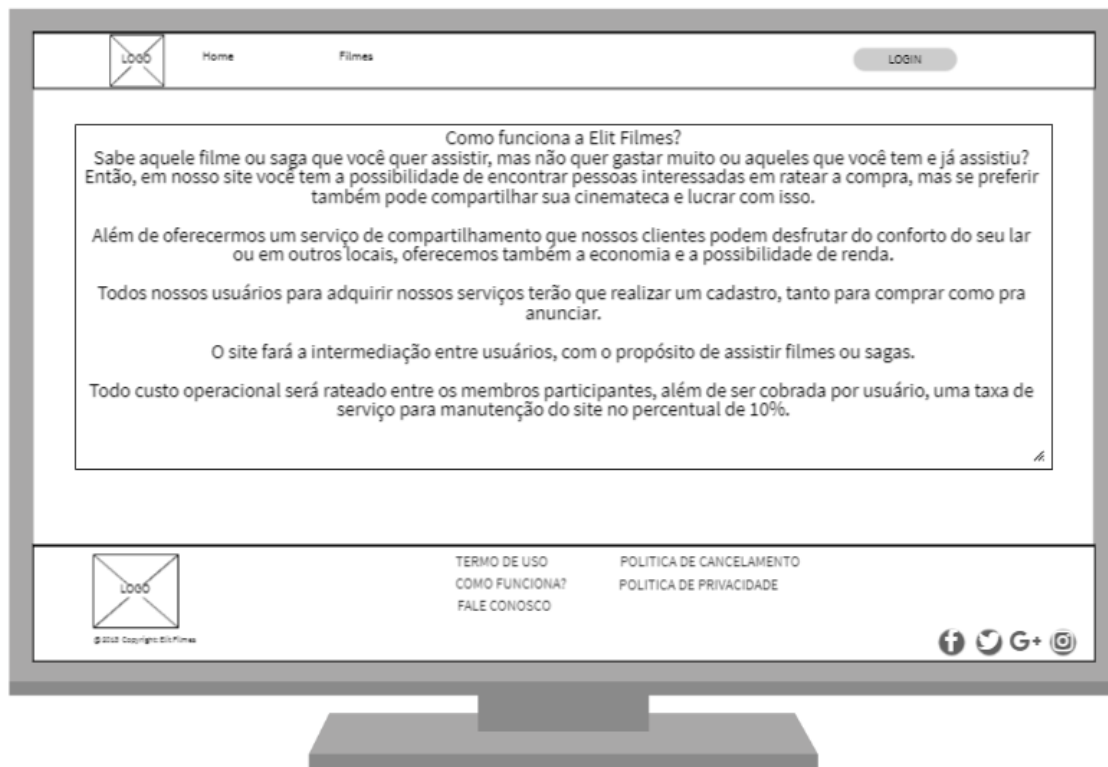 LOGO
Home
Filmes
LOGIN
Como funciona a Elit Filmes?
Sabe aquele filme ou saga que você quer assistir, mas não quer gastar muito ou aqueles que você tem e já assistiu?
Então, em nosso site você tem a possibilidade de encontrar pessoas interessadas em ratear a compra, mas se preferir
também pode compartilhar sua cinemateca e lucrar com isso.
Além de oferecermos um serviço de compartilhamento que nossos clientes podem desfrutar do conforto do seu lar
ou em outros locais, oferecemos também a economia e a possibilidade de renda.
Todos nossos usuários para adquirir nossos serviços terão que realizar um cadastro, tanto para comprar como pra
anunciar.
O site fará a intermediação entre usuários, com o propósito de assistir filmes ou sagas.
Todo custo operacional será rateado entre os membros participantes, além de ser cobrada por usuário, uma taxa de
serviço para manutenção do site no percentual de 10%.
LOGO
TERMO DE USO
POLITICA DE CANCELAMENTO
COMO FUNCIONA?
POLITICA DE PRIVACIDADE
FALE CONOSCO
Copyright: Elit Filmes
G+